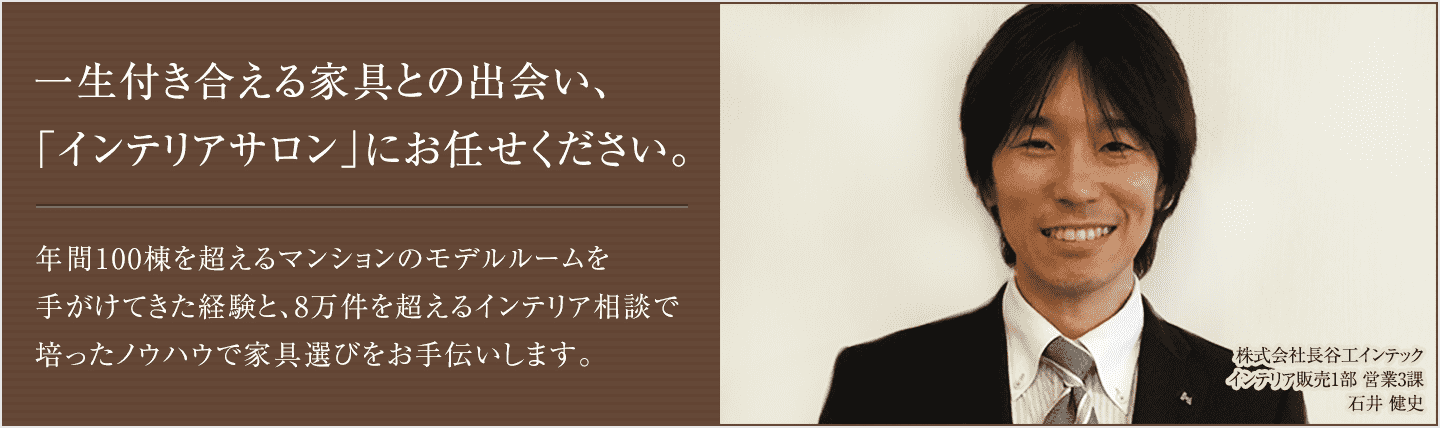 一生付き合える家具との出会い、
「インテリアサロン」にお任せください。
年間100棟を超えるマンションのモデルルームを
手がけてきた経験と、8万件を超えるインテリア相談で
培ったノウハウで家具選びをお手伝いします。
株式会社長谷工インテック
インテリア販売1部 営業3課
石井 健史